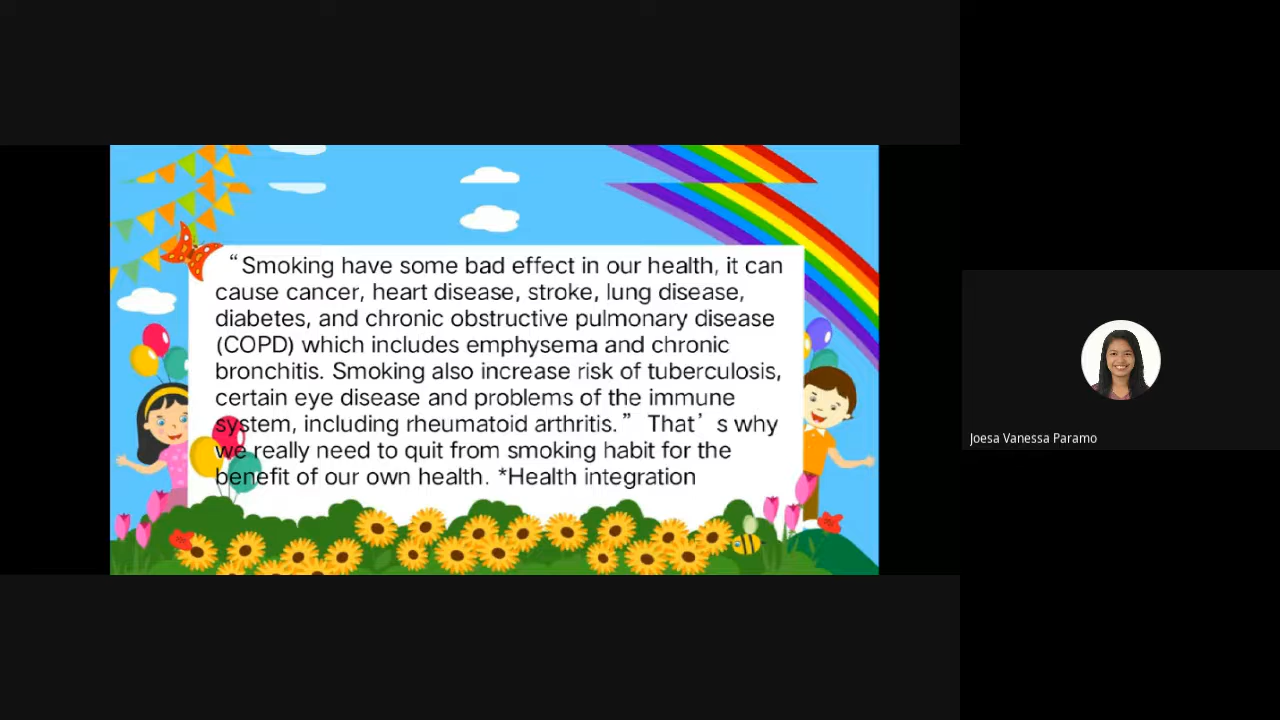 “Smoking have some bad effect in our health, it can
cause cancer, heart disease, stroke, lung disease,
diabetes, and chronic obstructive pulmonary disease
(COPD) which includes emphysema and chronic
bronchitis. Smoking also increase risk of tuberculosis,
certain eye disease and problems of the immune
system, including rheumatoid arthritis.” That’s why
we really need to quit from smoking habit for the
benefit of our own health. *Health integration
Joesa Vanessa Paramo